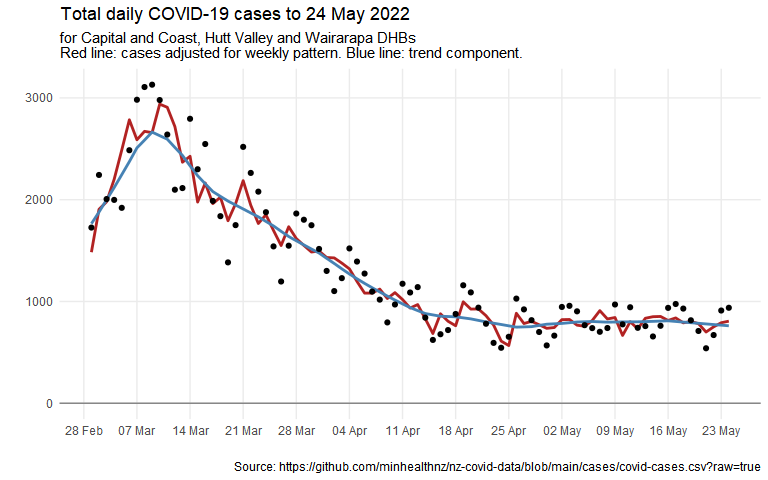 Total daily COVID-19 cases to 24 May 2022
for Capital and Coast, Hutt Valley and Wairarapa DHBs
Red line: cases adjusted for weekly pattern. Blue line: trend component.
3000
2000
1000
0
28 Feb 07 Mar 14 Mar 21 Mar 28 Mar 04 Apr 11 Apr 18 Apr 25 Apr 02 May 09 May 16 May 23 May
Source: https://github.com/minhealthnz/nz-covid-data/blob/main/cases/covid-cases.csv?raw=true